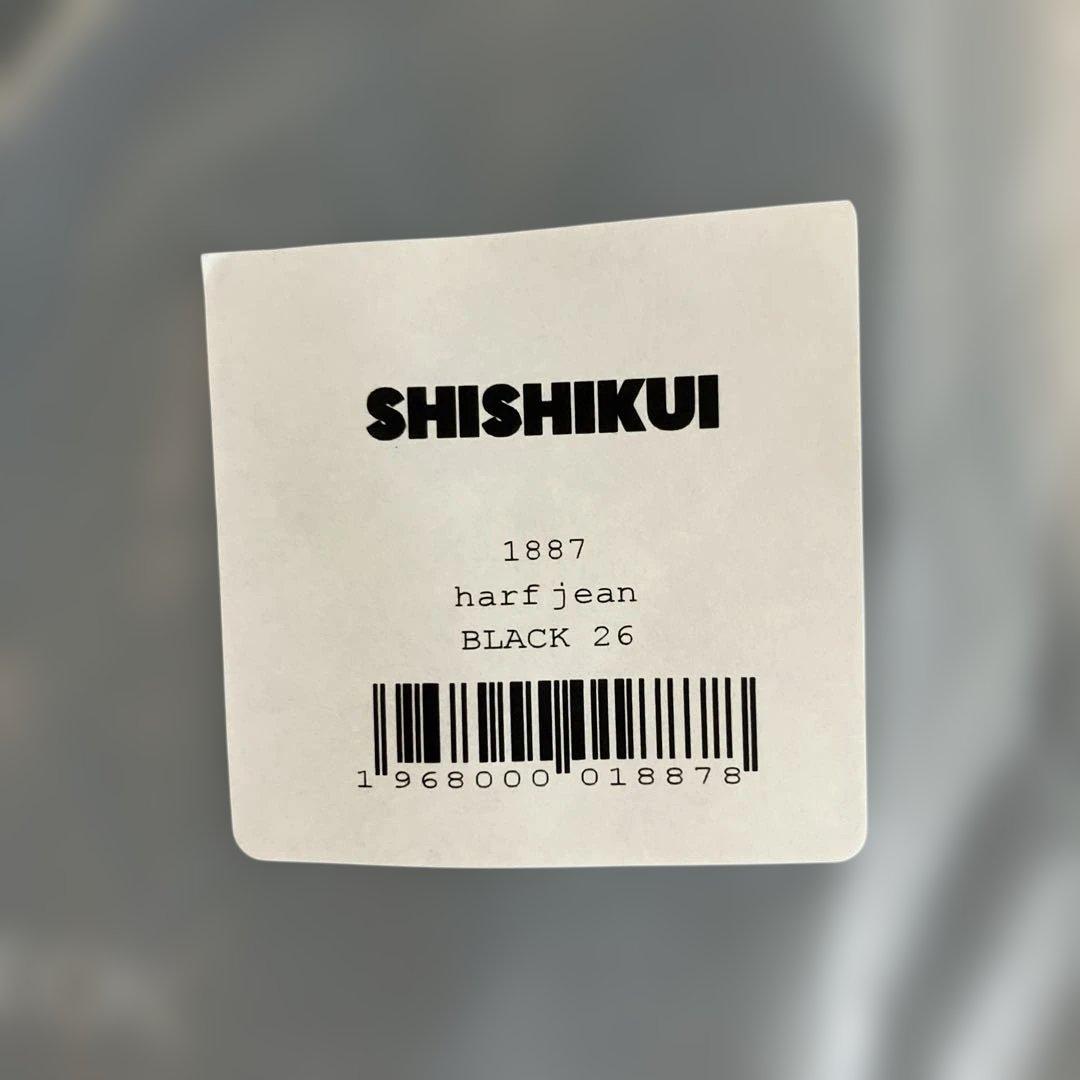 SHISHIKUI
1887
harf jean
BLACK 26
1 968000 018878